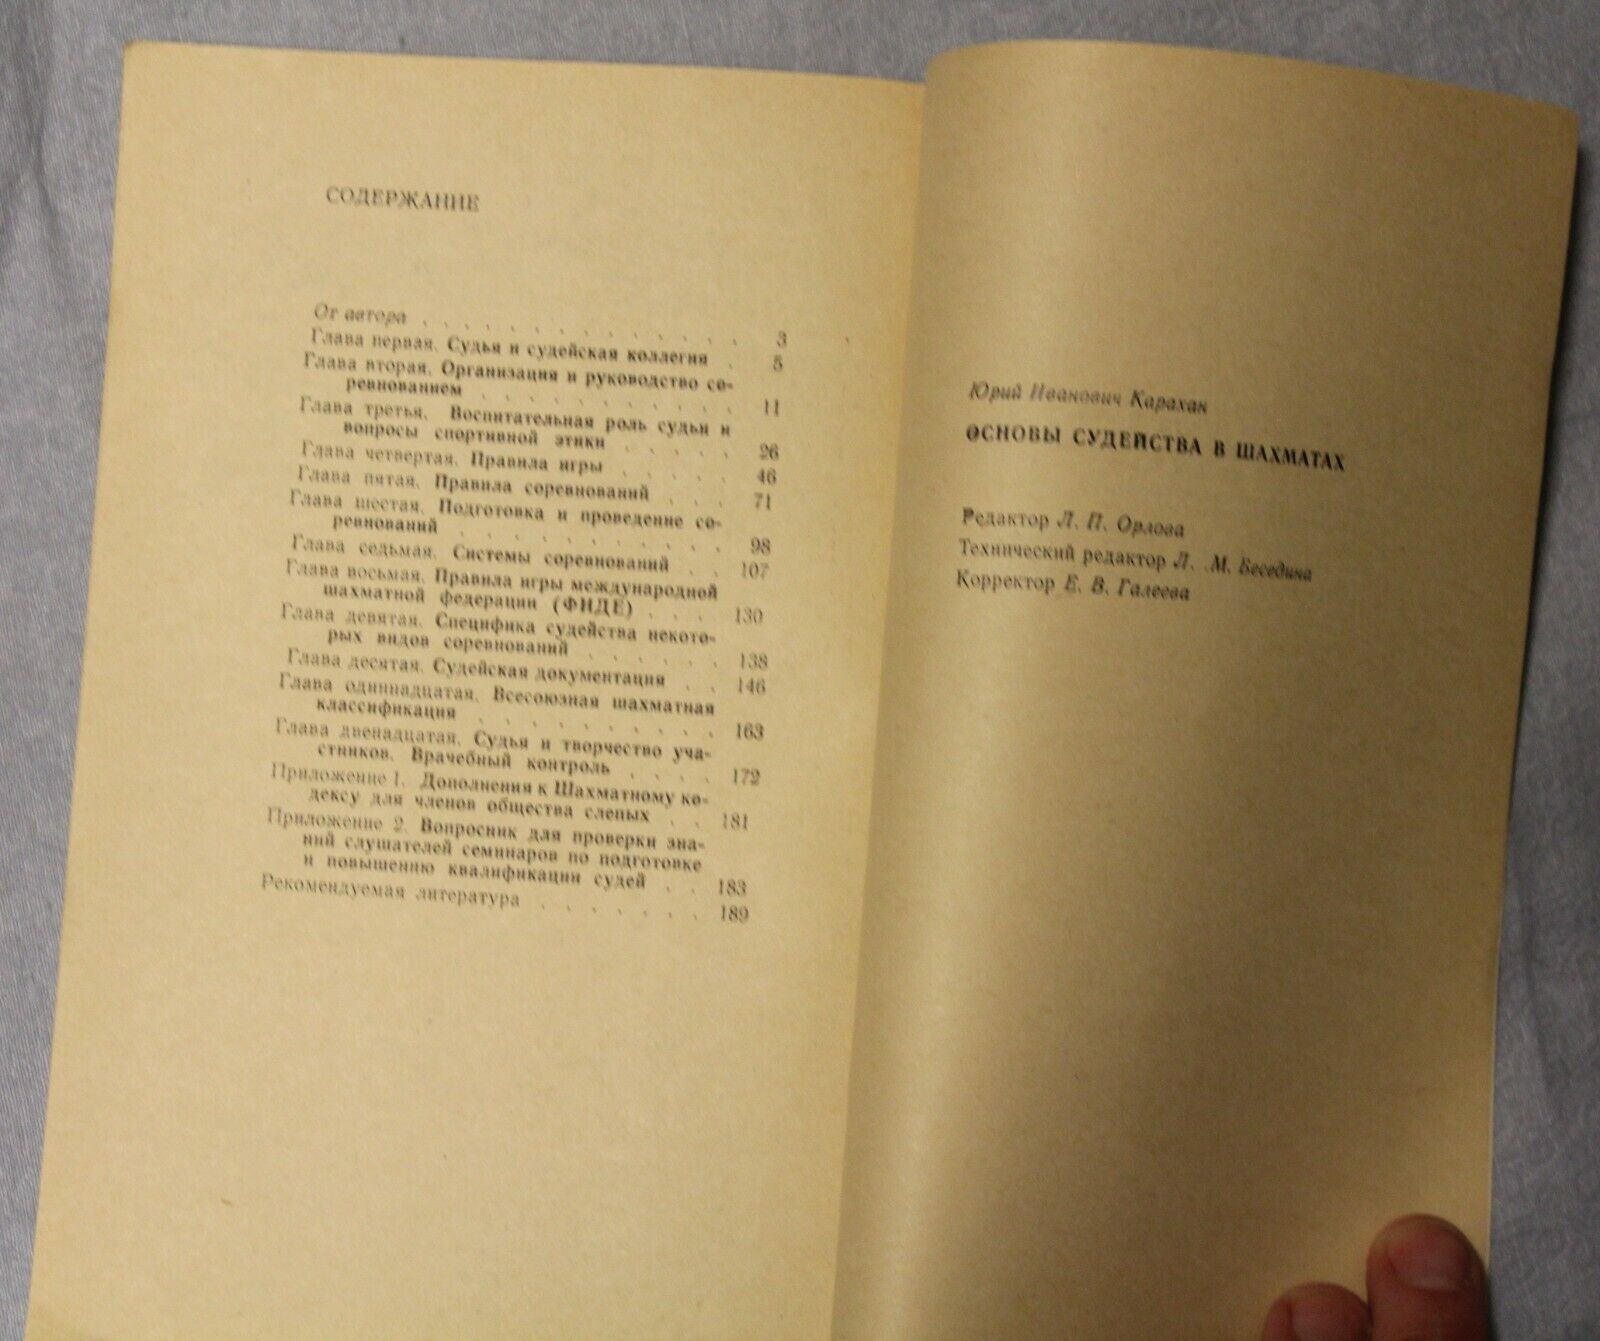 СОДЕРЖАНИЕ
От автора . . . . . . . . . . . . . 3
Глава первая. Судья и судейская коллегия . 5
Глава вторая. Организация и руководство со-
ревнованием . . . . . . . . . . 11
Глава третья. Воспитательная роль судьи и
вопросы спортивной этики . . . . . 26
Глава четвертая. Правила игры . . . . . 46
Глава пятая. Правила соревнований . . . 71
Глава шестая. Подготовка и проведение со-
ревнований . . . . . . . . . . 98
Глава седьмая. Системы соревнований . . 107
Глава восьмая. Правила игры международной
шахматной федерации (ФИДЕ) . . . 130
Глава девятая. Специфика судейства некото-
рых видов соревнований . . . . . . 138
Глава десятая. Судейская документация . . 146
Глава одиннадцатая. Всесоюзная шахматная
классификация . . . . . . . . . 163
Глава двенадцатая. Судья и творчество уча-
стников. Врачебный контроль . . . . 172
Приложение 1. Дополнения к Шахматному ко-
дексу для членов общества слепых . . 181
Приложение 2. Вопросник для проверки зна-
ний слушателей семинаров по подготовке
и повышению квалификации судей . . 183
Рекомендуемая литература . . . . . . . 189
Юрий Иванович Карахан
ОСНОВЫ СУДЕЙСТВА В ШАХМАТАХ
Редактор Л. П. Орлова
Технический редактор Л. М. Беседина
Корректор Е. В. Галеева